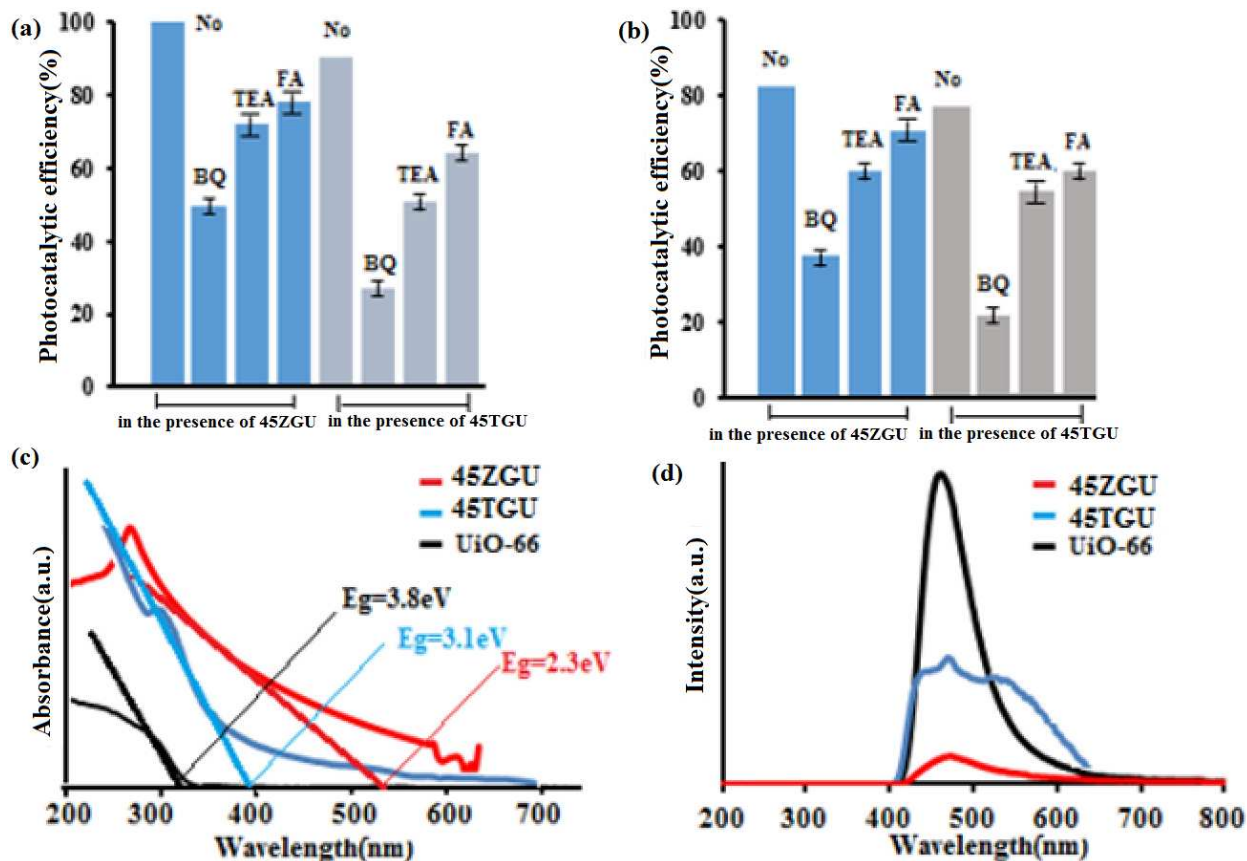 (a)
Photocatalytic efficiency(%)
100
80
60
40
20
0
No
BQ
TEA
FA
No
BQ
TEA
FA
in the presence of 45ZGU
in the presence of 45TGU
(b)
Photocatalytic efficiency(%)
100
80
60
40
20
0
No
BQ
TEA
FA
No
BQ
TEA.
FA
in the presence of 45ZGU
in the presence of 45TGU
(c)
Absorbance(a.u.)
45ZGU
45TGU
UiO-66
Eg=3.8eV
Eg=3.1eV
Eg=2.3eV
200 300 400 500 600 700
Wavelength(nm)
(d)
Intensity(a.u.)
45ZGU
45TGU
UiO-66
200 300 400 500 600 700 800
Wavelength(nm)